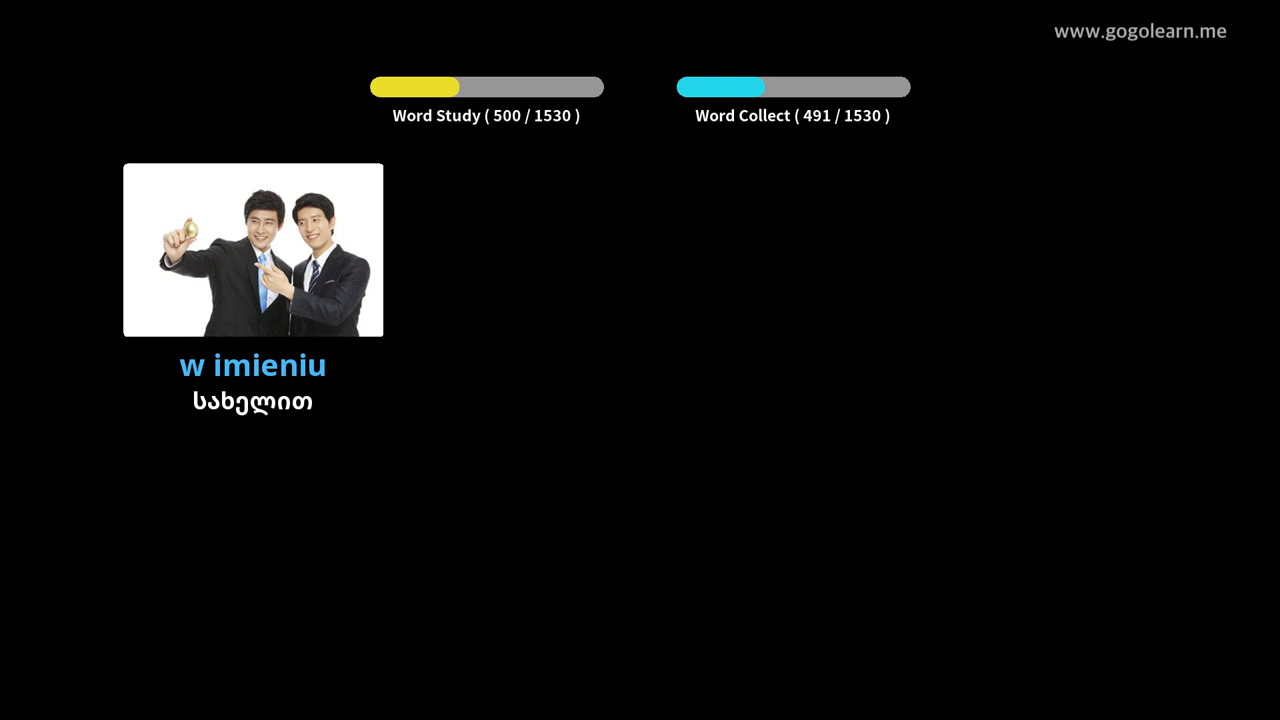 www.gogolearn.me
Word Study ( 500 / 1530 )
Word Collect ( 491 / 1530 )
w imieniu
სახელით